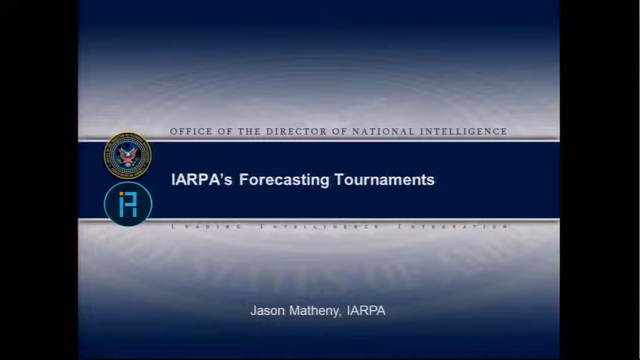 OFFICE OF THE DIRECTOR OF NATIONAL INTELLIGENCE
IARPA's Forecasting Tournaments
LEADING INTELLIGENCE INTEGRATION
Jason Matheny, IARPA